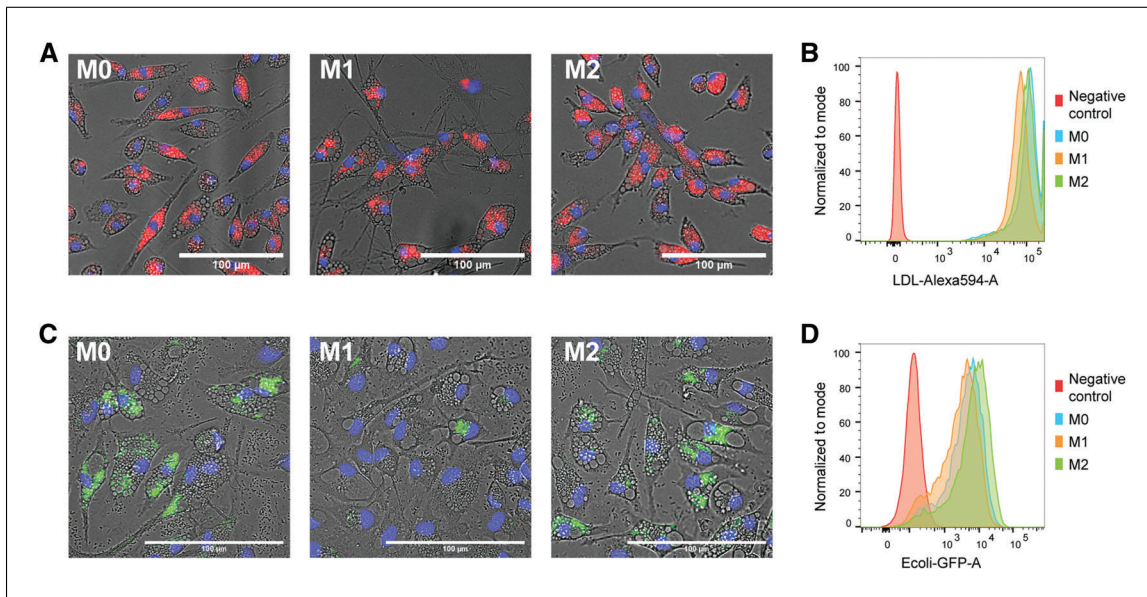 A
M0
M1
M2
100 µm
100 µm
100 µm
B
100
80
60
40
20
0
Normalized to mode
0
10³
10⁴
10⁵
LDL-Alexa594-A
Negative
control
M0
M1
M2
C
M0
M1
M2
100 µm
100 µm
100 µm
D
100
80
60
40
20
0
Normalized to mode
0
10³
10⁴
10⁵
Ecoli-GFP-A
Negative
control
M0
M1
M2